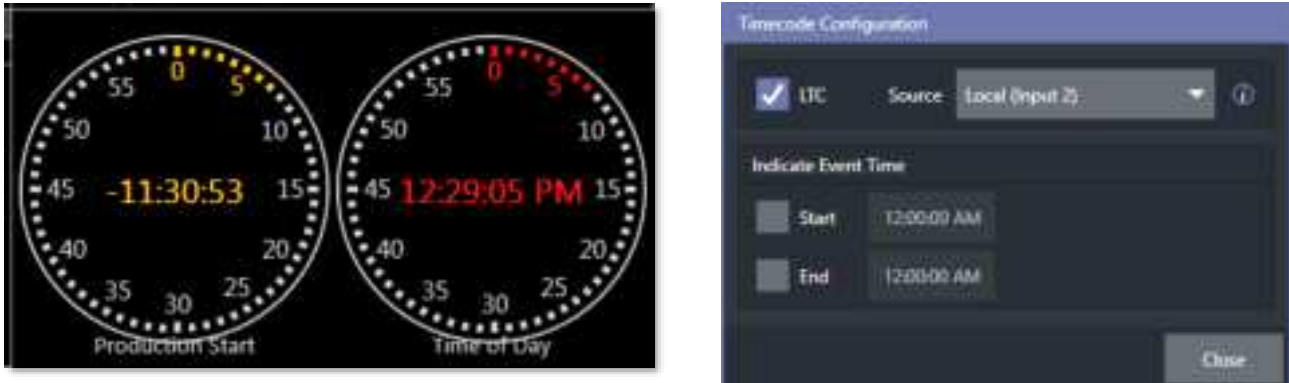 0
5
10
15
20
25
30
35
40
45
50
55
-11:30:53
Production Start
0
5
10
15
20
25
30
35
40
45
50
55
12:29:05 PM
Time of Day
Timecode Configuration
LTC Source Local (Input 2)
Indicate Event Time
Start 12:00:00 AM
End 12:00:00 AM
Close